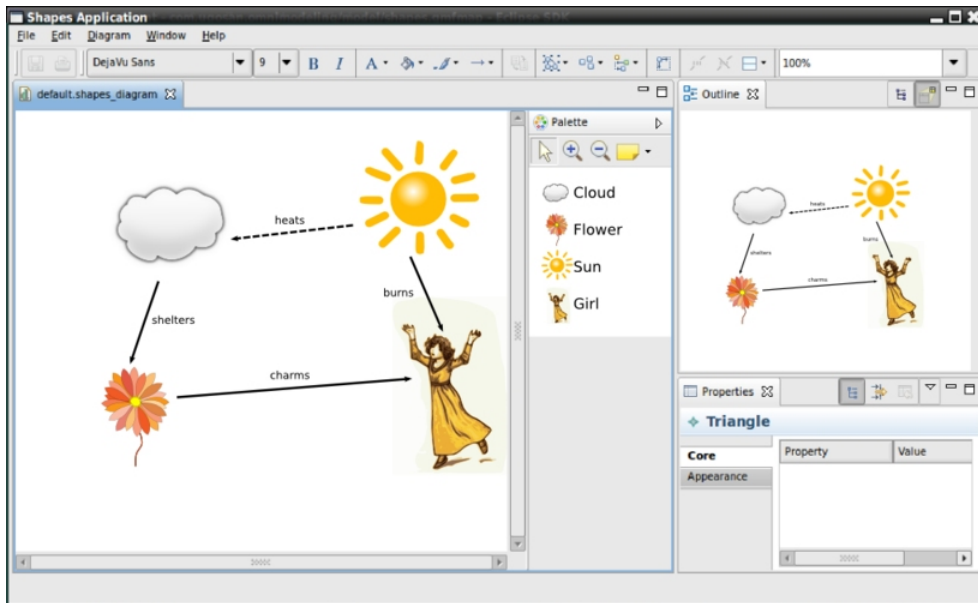 Shapes Application
File Edit Diagram Window Help
DejaVu Sans 9 B I A 100%
default.shapes_diagram
Palette
Cloud
Flower
Sun
Girl
heats
burns
shelters
charms
Outline
heats
burns
shelters
charms
Properties
Triangle
Core
Appearance
Property Value